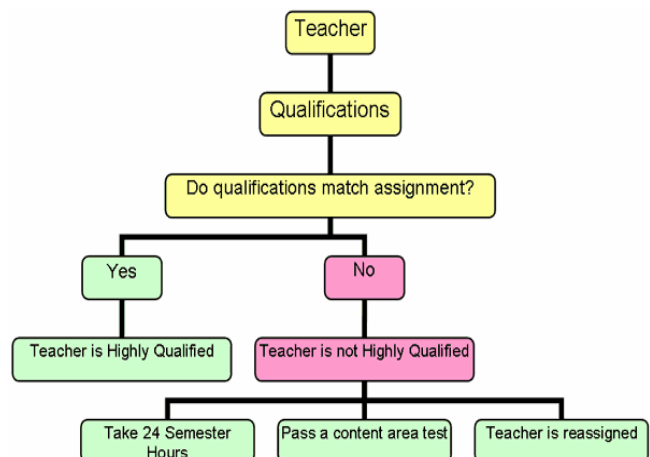 Teacher
Qualifications
Do qualifications match assignment?
Yes
No
Teacher is Highly Qualified
Teacher is not Highly Qualified
Take 24 Semester
Hours
Pass a content area test
Teacher is reassigned